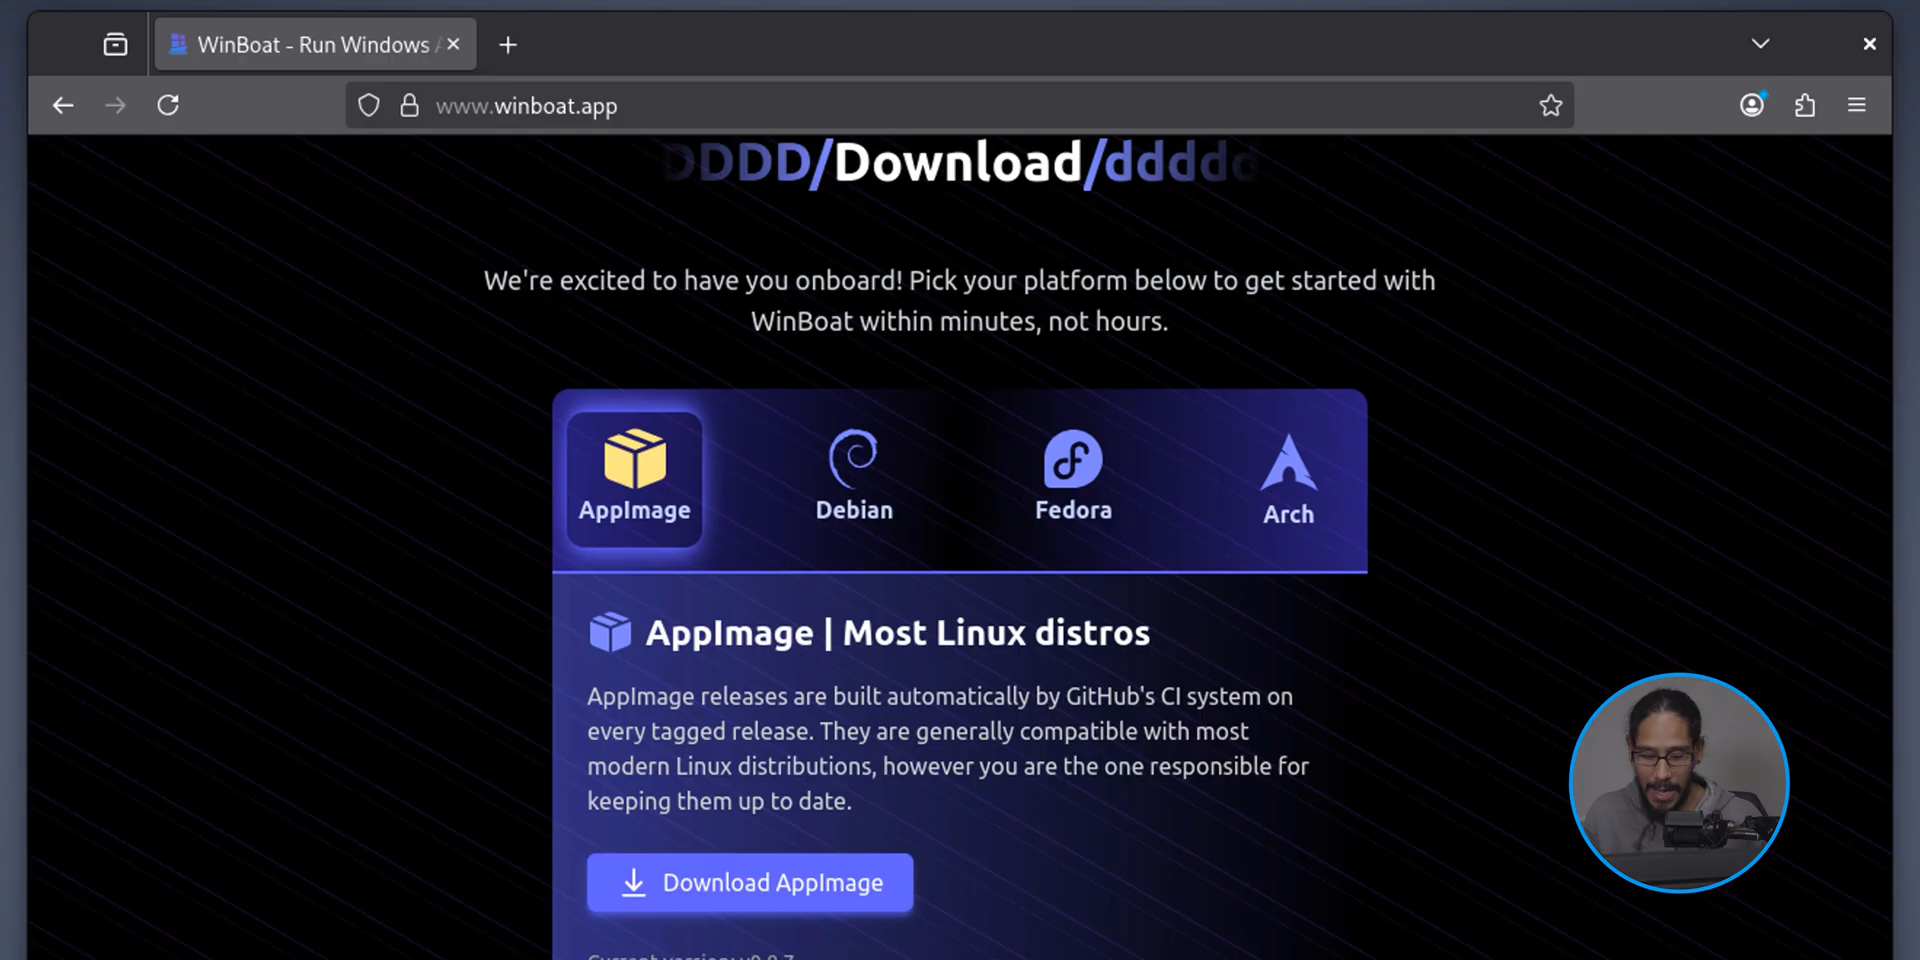 WinBoat - Run Windows
www.winboat.app
DDDD/Download/ddddd
We're excited to have you onboard! Pick your platform below to get started with
WinBoat within minutes, not hours.
AppImage
Debian
Fedora
Arch
AppImage | Most Linux distros
AppImage releases are built automatically by GitHub's CI system on
every tagged release. They are generally compatible with most
modern Linux distributions, however you are the one responsible for
keeping them up to date.
Download AppImage